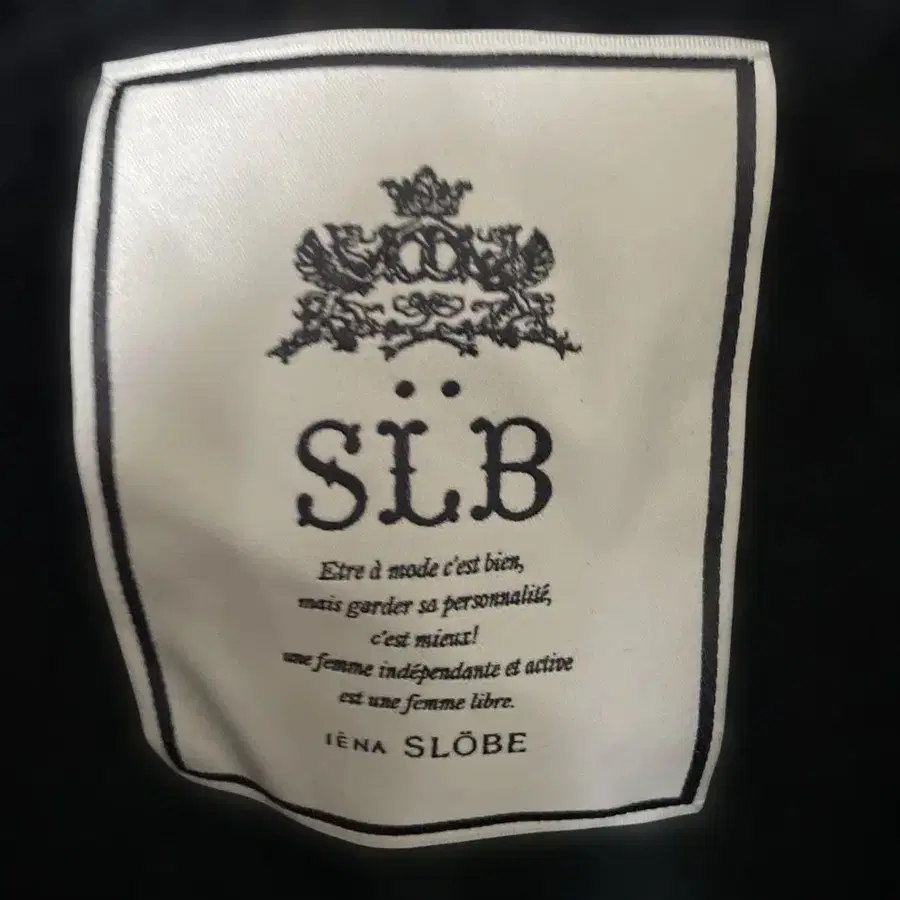 SL̈B
Etre à mode c'est bien,
mais garder sa personnalité,
c'est mieux!
une femme indépendante et active
est une femme libre.
IÉNA SLÖBE